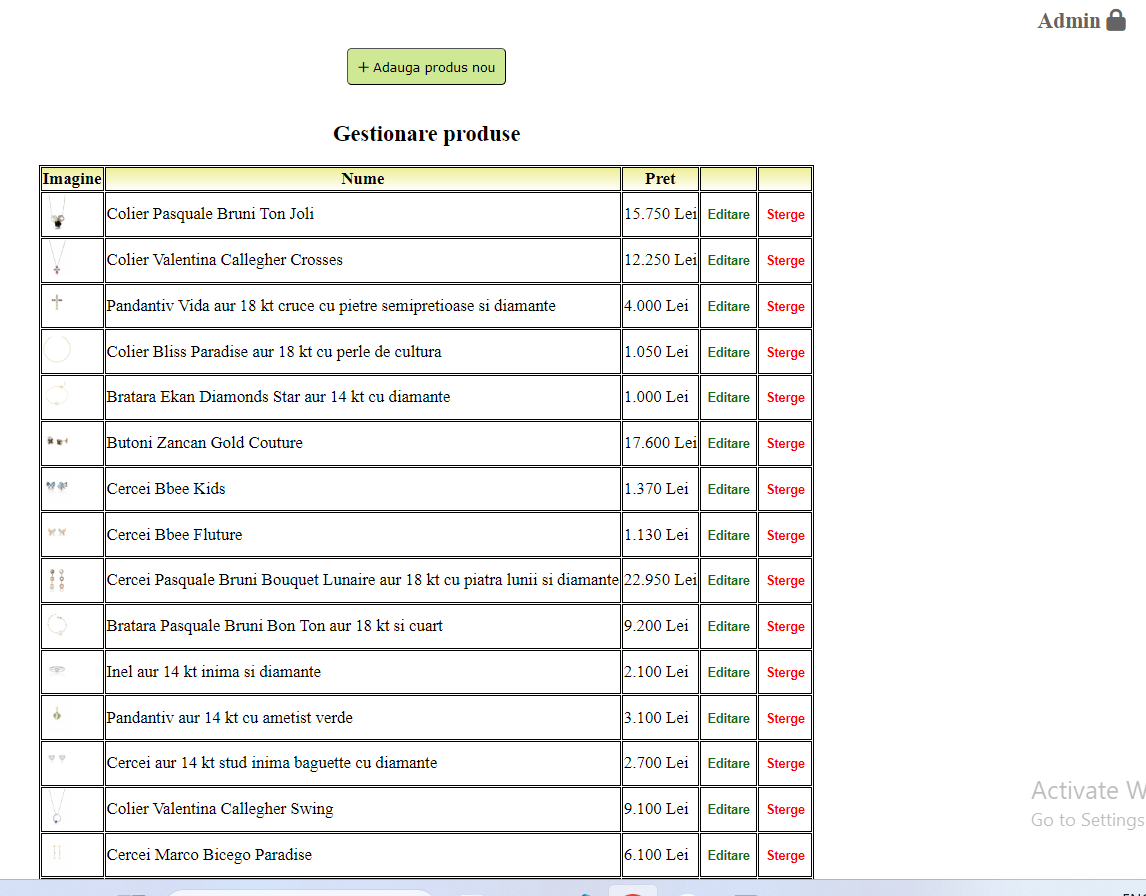 Admin
+ Adauga produs nou
Gestionare produse
Imagine Nume Pret
Colier Pasquale Bruni Ton Joli 15.750 Lei Editare Sterge
Colier Valentina Callegher Crosses 12.250 Lei Editare Sterge
Pandantiv Vida aur 18 kt cruce cu pietre semipretioase si diamante 4.000 Lei Editare Sterge
Colier Bliss Paradise aur 18 kt cu perle de cultura 1.050 Lei Editare Sterge
Bratara Ekan Diamonds Star aur 14 kt cu diamante 1.000 Lei Editare Sterge
Butoni Zancan Gold Couture 17.600 Lei Editare Sterge
Cercei Bbee Kids 1.370 Lei Editare Sterge
Cercei Bbee Fluture 1.130 Lei Editare Sterge
Cercei Pasquale Bruni Bouquet Lunaire aur 18 kt cu piatra lunii si diamante 22.950 Lei Editare Sterge
Bratara Pasquale Bruni Bon Ton aur 18 kt si cuart 9.200 Lei Editare Sterge
Inel aur 14 kt inima si diamante 2.100 Lei Editare Sterge
Pandantiv aur 14 kt cu ametist verde 3.100 Lei Editare Sterge
Cercei aur 14 kt stud inima baguette cu diamante 2.700 Lei Editare Sterge
Colier Valentina Callegher Swing 9.100 Lei Editare Sterge
Cercei Marco Bicego Paradise 6.100 Lei Editare Sterge
Activate W
Go to Settings